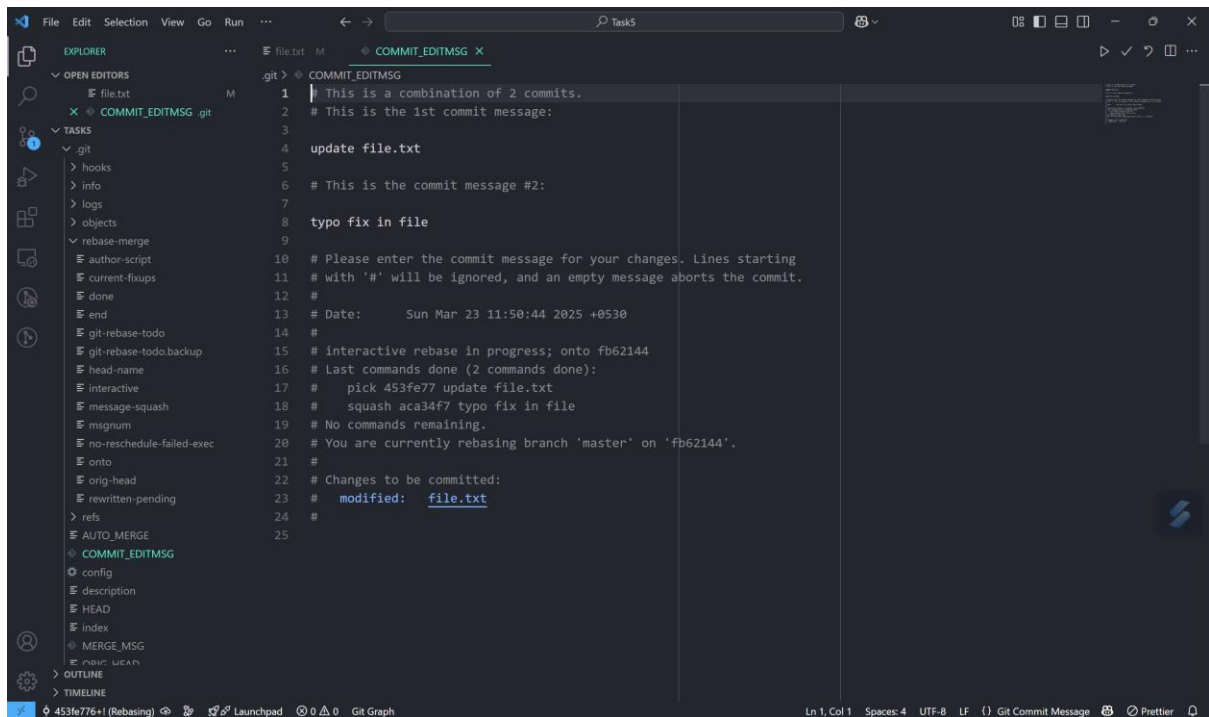 File Edit Selection View Go Run ··· ← → Task5
EXPLORER ···
OPEN EDITORS
file.txt M
× COMMIT_EDITMSG .git
TASK5
.git
hooks
info
logs
objects
rebase-merge
author-script
current-fixups
done
end
git-rebase-todo
git-rebase-todo.backup
head-name
interactive
message-squash
msgnum
no-reschedule-failed-exec
onto
orig-head
rewritten-pending
refs
AUTO_MERGE
COMMIT_EDITMSG
config
description
HEAD
index
MERGE_MSG
ORIG_HEAD
OUTLINE
TIMELINE
file.txt M COMMIT_EDITMSG ×
.git > COMMIT_EDITMSG
1 # This is a combination of 2 commits.
2 # This is the 1st commit message:
3
4 update file.txt
5
6 # This is the commit message #2:
7
8 typo fix in file
9
10 # Please enter the commit message for your changes. Lines starting
11 # with '#' will be ignored, and an empty message aborts the commit.
12 #
13 # Date: Sun Mar 23 11:50:44 2025 +0530
14 #
15 # interactive rebase in progress; onto fb62144
16 # Last commands done (2 commands done):
17 # pick 453fe77 update file.txt
18 # squash aca34f7 typo fix in file
19 # No commands remaining.
20 # You are currently rebasing branch 'master' on 'fb62144'.
21 #
22 # Changes to be committed:
23 # modified: file.txt
24 #
25
1
453fe776+! (Rebasing) Launchpad 0 0 Git Graph Ln 1, Col 1 Spaces: 4 UTF-8 LF {} Git Commit Message Prettier